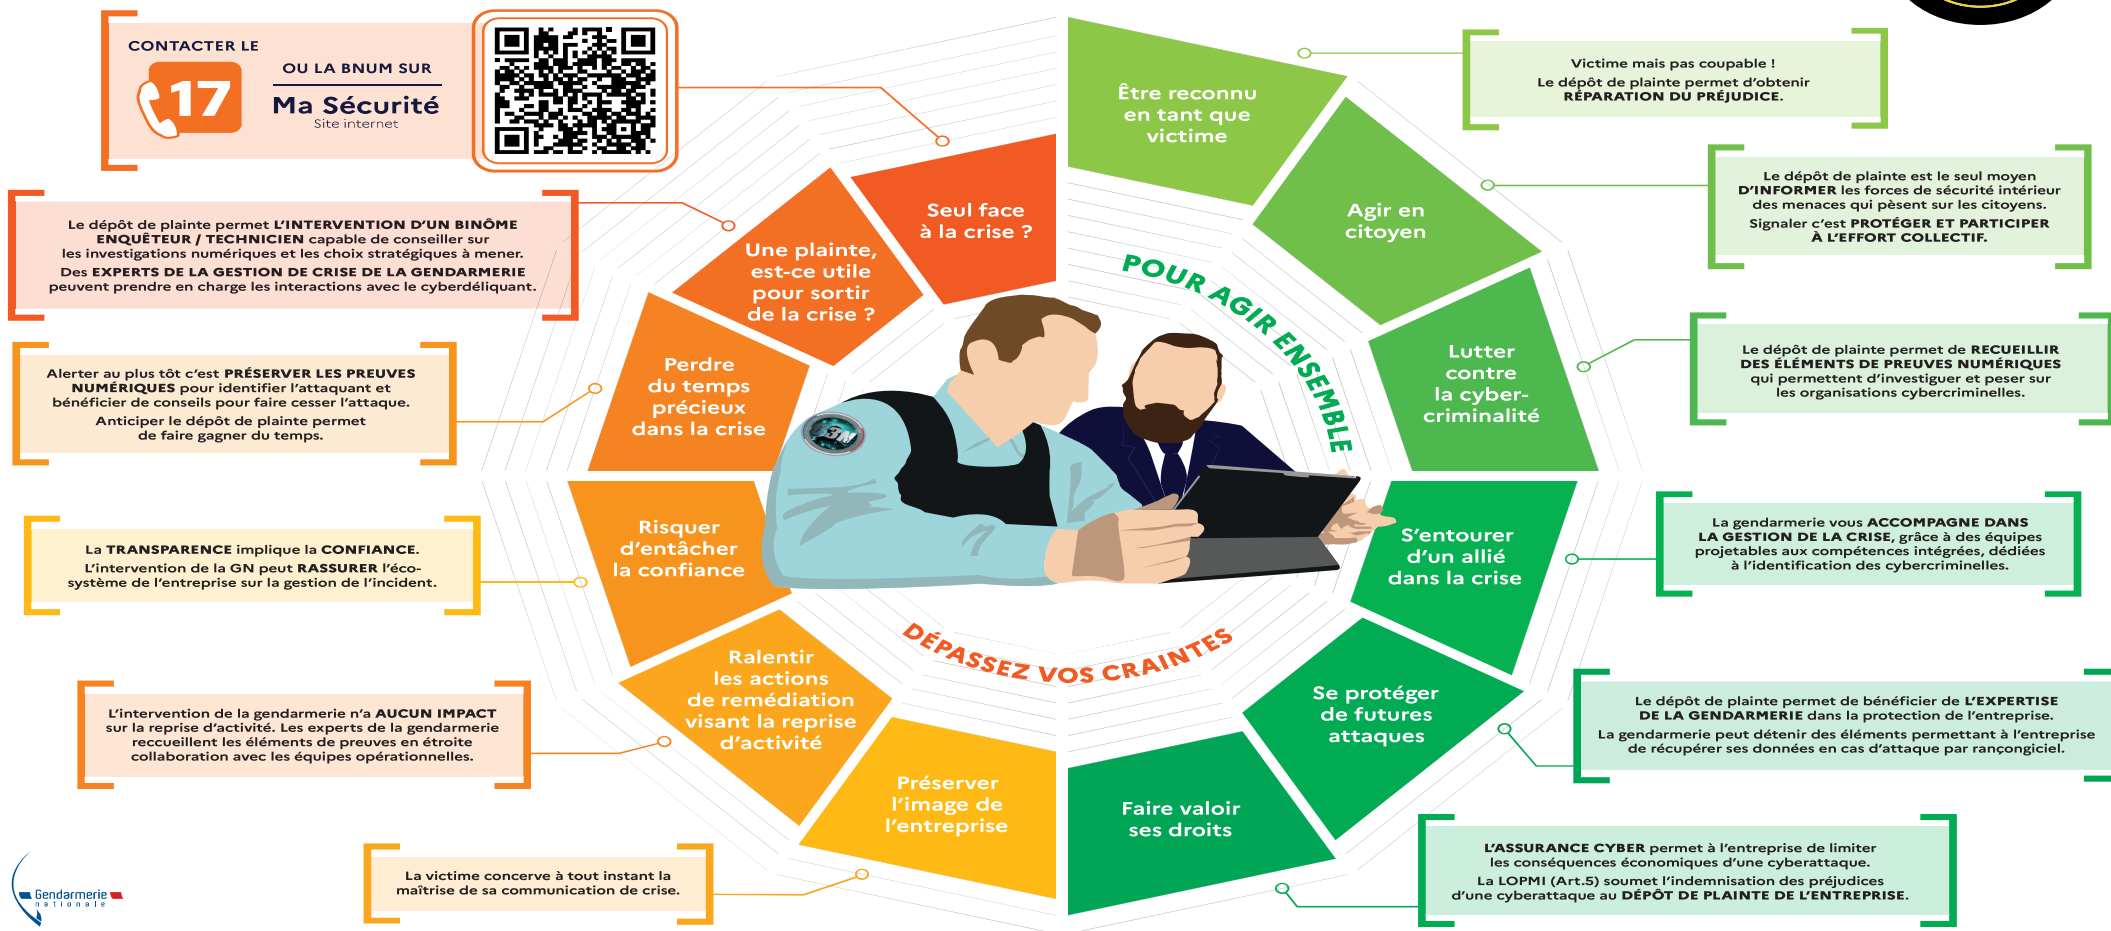 CONTACTER LE
17
OU LA BNUM SUR
Ma Sécurité
Site internet
Seul face
à la crise ?
Le dépôt de plainte permet L'INTERVENTION D'UN BINÔME
ENQUÊTEUR / TECHNICIEN capable de conseiller sur
les investigations numériques et les choix stratégiques à mener.
Des EXPERTS DE LA GESTION DE CRISE DE LA GENDARMERIE
peuvent prendre en charge les interactions avec le cyberdéliquant.
Une plainte,
est-ce utile
pour sortir
de la crise ?
Alerter au plus tôt c'est PRÉSERVER LES PREUVES
NUMÉRIQUES pour identifier l'attaquant et
bénéficier de conseils pour faire cesser l'attaque.
Anticiper le dépôt de plainte permet
de faire gagner du temps.
Perdre
du temps
précieux
dans la crise
La TRANSPARENCE implique la CONFIANCE.
L'intervention de la GN peut RASSURER l'éco-
système de l'entreprise sur la gestion de l'incident.
Risquer
d'entâcher
la confiance
L'intervention de la gendarmerie n'a AUCUN IMPACT
sur la reprise d'activité. Les experts de la gendarmerie
reccueillent les éléments de preuves en étroite
collaboration avec les équipes opérationnelles.
Ralentir
les actions
de remédiation
visant la reprise
d'activité
La victime concerve à tout instant la
maîtrise de sa communication de crise.
Préserver
l'image de
l'entreprise
DÉPASSEZ VOS CRAINTES
POUR AGIR ENSEMBLE
Être reconnu
en tant que
victime
Victime mais pas coupable !
Le dépôt de plainte permet d'obtenir
RÉPARATION DU PRÉJUDICE.
Agir en
citoyen
Le dépôt de plainte est le seul moyen
D'INFORMER les forces de sécurité intérieur
des menaces qui pèsent sur les citoyens.
Signaler c'est PROTÉGER ET PARTICIPER
À L'EFFORT COLLECTIF.
Lutter
contre
la cyber-
criminalité
Le dépôt de plainte permet de RECUEILLIR
DES ÉLÉMENTS DE PREUVES NUMÉRIQUES
qui permettent d'investiguer et peser sur
les organisations cybercriminelles.
S'entourer
d'un allié
dans la crise
La gendarmerie vous ACCOMPAGNE DANS
LA GESTION DE LA CRISE, grâce à des équipes
projetables aux compétences intégrées, dédiées
à l'identification des cybercriminelles.
Se protéger
de futures
attaques
Le dépôt de plainte permet de bénéficier de L'EXPERTISE
DE LA GENDARMERIE dans la protection de l'entreprise.
La gendarmerie peut détenir des éléments permettant à l'entreprise
de récupérer ses données en cas d'attaque par rançongiciel.
Faire valoir
ses droits
L'ASSURANCE CYBER permet à l'entreprise de limiter
les conséquences économiques d'une cyberattaque.
La LOPMI (Art.5) soumet l'indemnisation des préjudices
d'une cyberattaque au DÉPÔT DE PLAINTE DE L'ENTREPRISE.
Gendarmerie
nationale